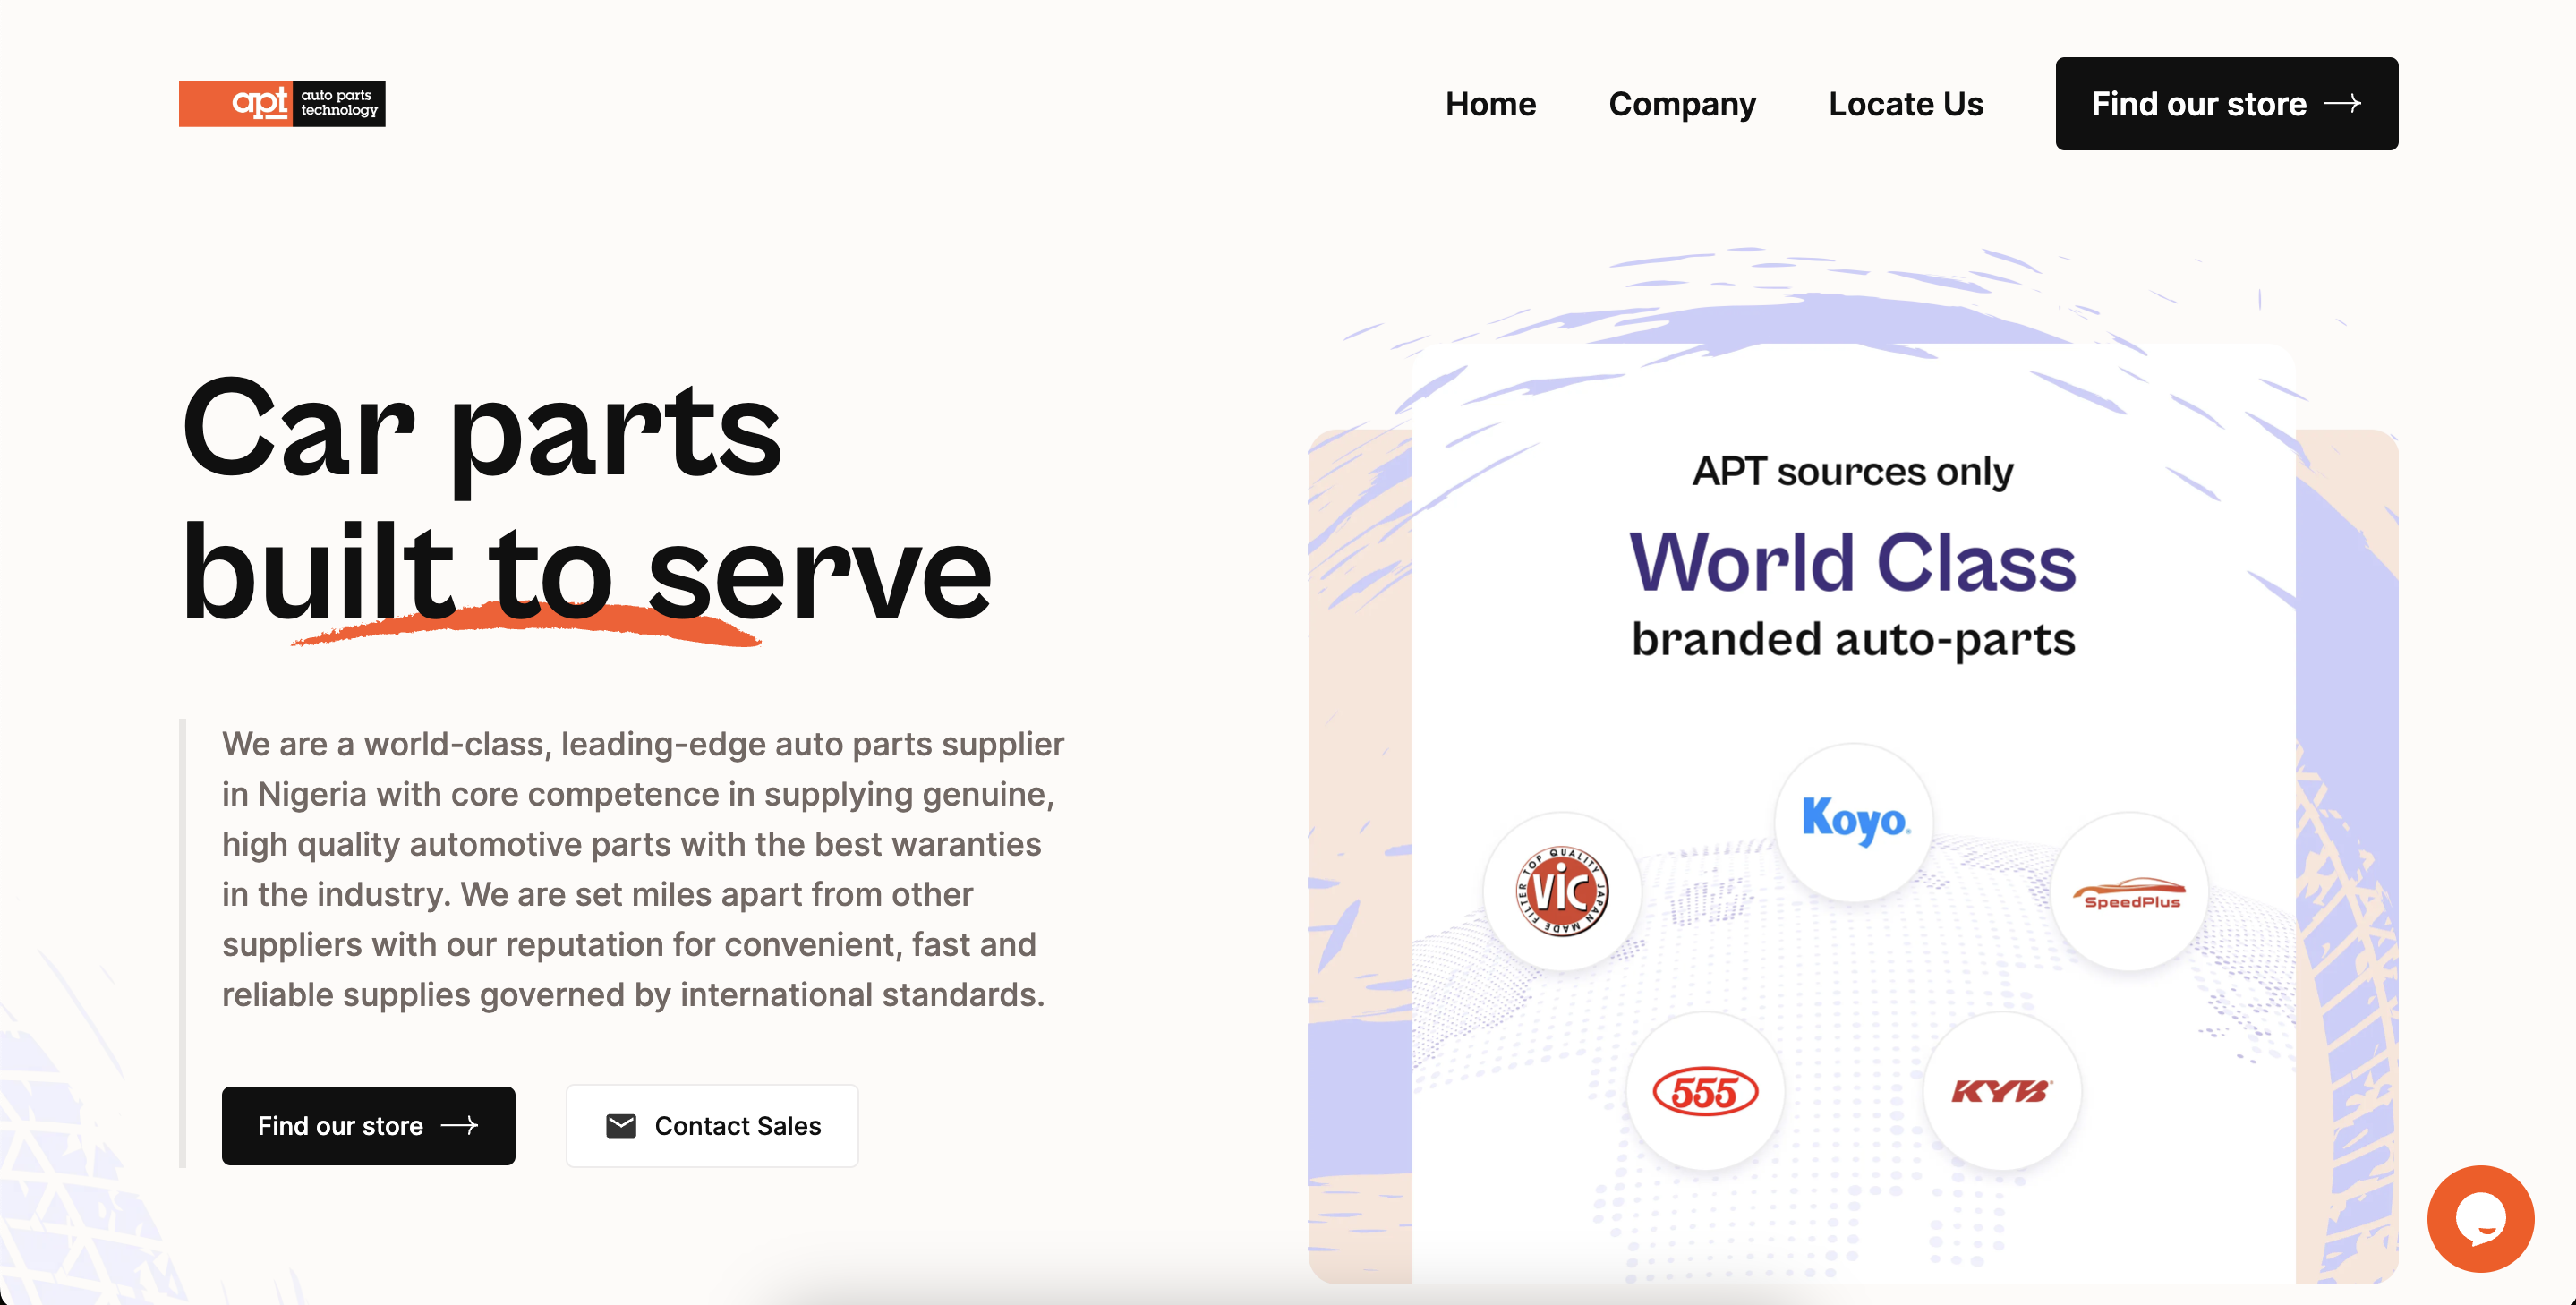 apt auto parts
technology
Home Company Locate Us Find our store
Car parts
built to serve
We are a world-class, leading-edge auto parts supplier
in Nigeria with core competence in supplying genuine,
high quality automotive parts with the best waranties
in the industry. We are set miles apart from other
suppliers with our reputation for convenient, fast and
reliable supplies governed by international standards.
Find our store Contact Sales
APT sources only
World Class
branded auto-parts
Koyo
TOP QUALITY JAPAN MADE FILTER
VIC
SpeedPlus
555
KYB